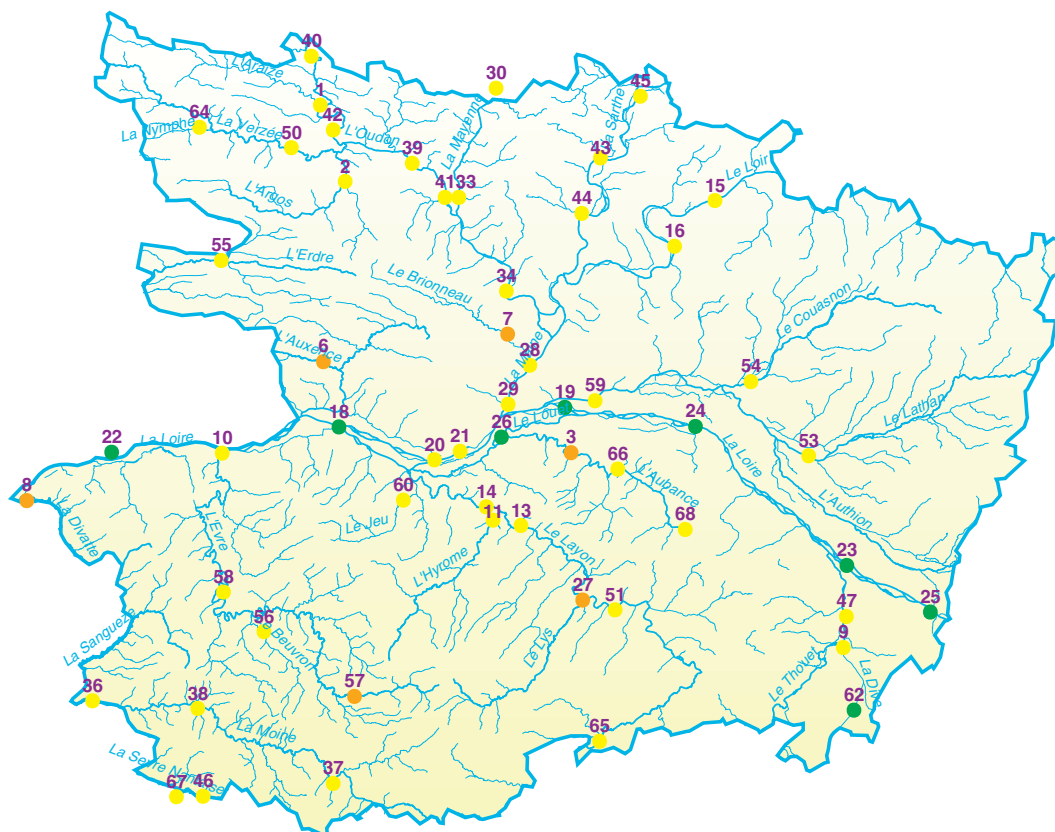 40
L'Araize
30
45
1
La Sarthe
64
42
La Mayenne
La Nymphe
La Verzée
L'Oudon
50
39
43
Le Loir
2
15
41
33
L'Argos
44
16
55
L'Erdre
Le Brionneau
34
Le Couasnon
7
6
L'Auxence
28
La Maine
54
29
19
59
18
Le Louet
24
Le Lathan
26
22
La Loire
10
20
21
3
53
66
La Loire
8
L'Aubance
60
14
La Divatte
11
13
68
L'Authion
L'Evre
Le Jeu
Le Layon
23
L'Hyrome
58
27
51
25
47
56
La Sanguèze
Le Beuvron
9
Le Lys
57
Le Thouet
La Dive
36
38
62
La Moine
65
La Sèvre Nantaise
37
67
46